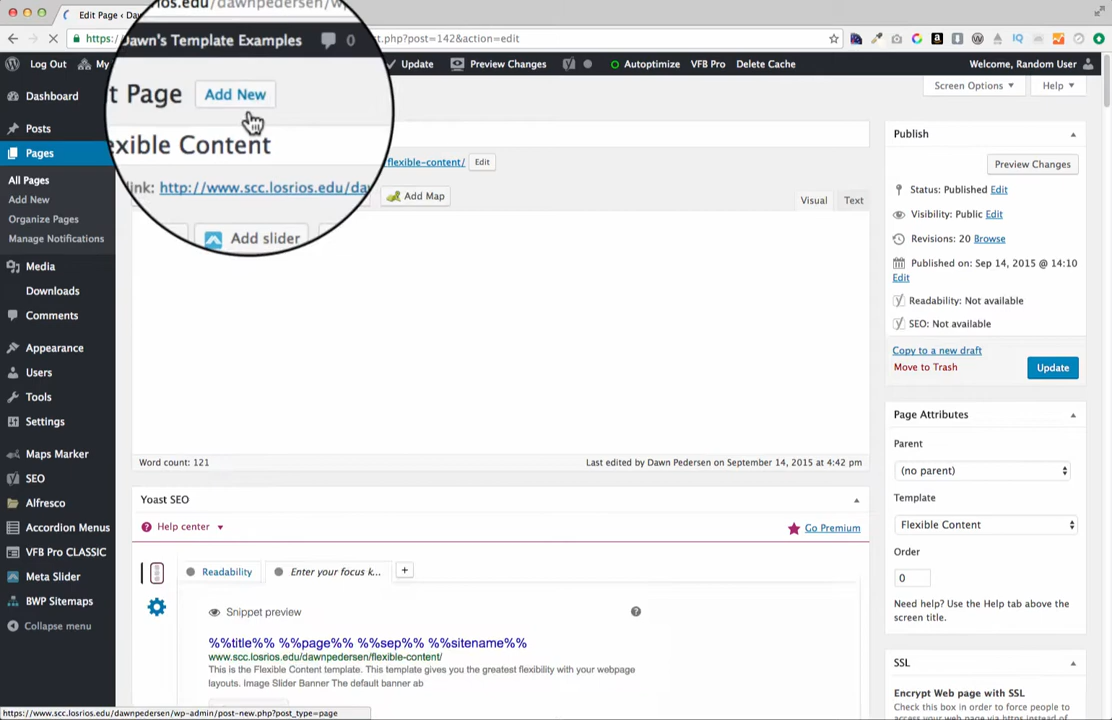 Edit Page ‹ Da
https:
.php?post=142&action=edit
du/dawnpedersen/w
Dawn's Template Examples 0
Log Out My
Update Preview Changes Autoptimize VFB Pro Delete Cache Welcome, Random User
Screen Options Help
t Page Add New
exible Content
link: http://www.scc.losrios.edu/da
flexible-content/ Edit
Add slider
Add Map
Visual Text
Dashboard
Posts
Pages
All Pages
Add New
Organize Pages
Manage Notifications
Media
Downloads
Comments
Appearance
Users
Tools
Settings
Maps Marker
SEO
Alfresco
Accordion Menus
VFB Pro CLASSIC
Meta Slider
BWP Sitemaps
Collapse menu
Word count: 121 Last edited by Dawn Pedersen on September 14, 2015 at 4:42 pm
Yoast SEO
Help center Go Premium
Readability Enter your focus k... +
Snippet preview
%%title%% %%page%% %%sep%% %%sitename%%
www.scc.losrios.edu/dawnpedersen/flexible-content/
This is the Flexible Content template. This template gives you the greatest flexibility with your webpage
layouts. Image Slider Banner The default banner ab
Publish
Preview Changes
Status: Published Edit
Visibility: Public Edit
Revisions: 20 Browse
Published on: Sep 14, 2015 @ 14:10
Edit
Readability: Not available
SEO: Not available
Copy to a new draft
Move to Trash Update
Page Attributes
Parent
(no parent)
Template
Flexible Content
Order
0
Need help? Use the Help tab above the
screen title.
SSL
Encrypt Web page with SSL
Check this box in order to force people to
https://www.scc.losrios.edu/dawnpedersen/wp-admin/post-new.php?post_type=page